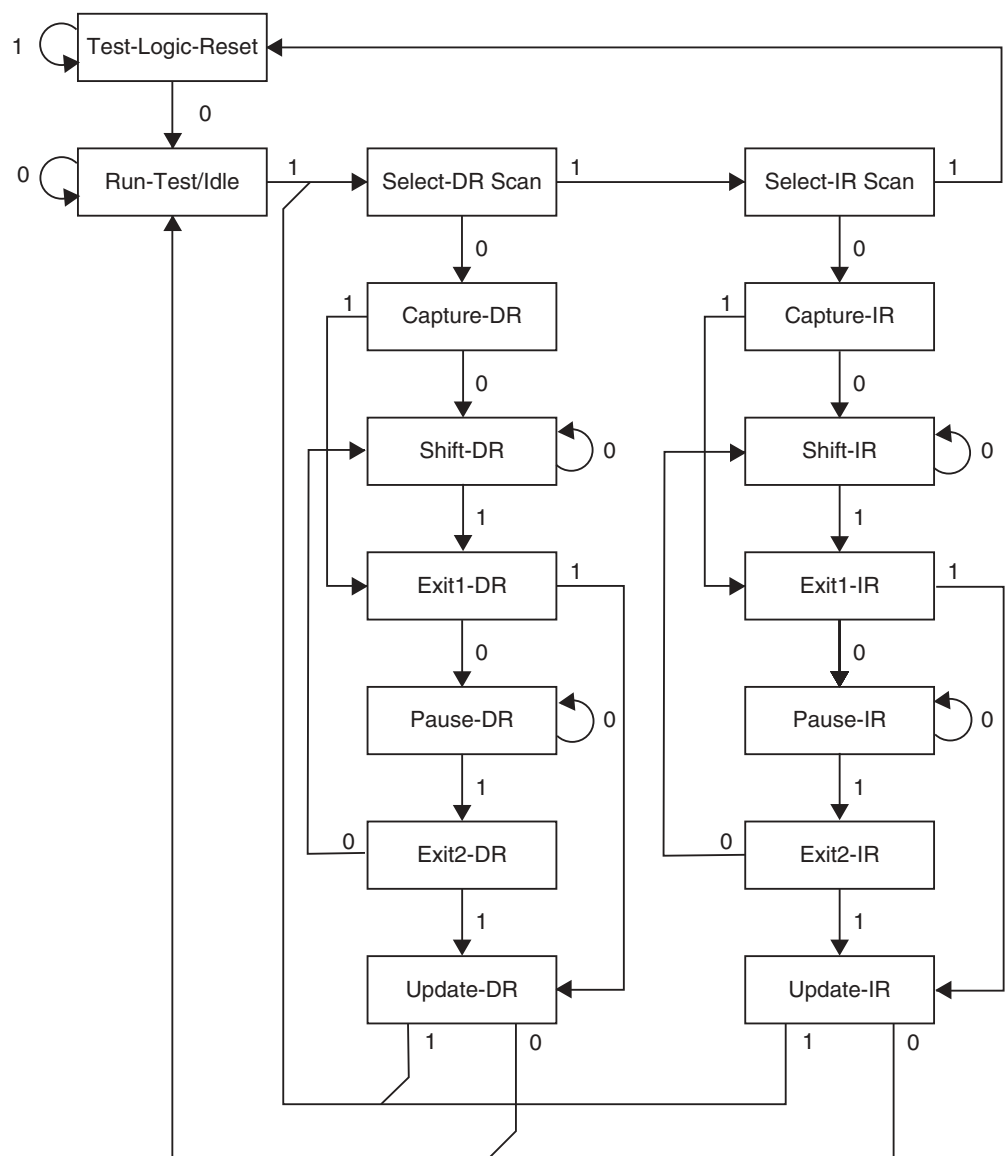 1 Test-Logic-Reset
0
0 Run-Test/Idle 1 Select-DR Scan 1 Select-IR Scan 1
0 0
1 Capture-DR 1 Capture-IR
0 0
Shift-DR 0 Shift-IR 0
1 1
Exit1-DR 1 Exit1-IR 1
0 0
Pause-DR 0 Pause-IR 0
1 1
0 Exit2-DR 0 Exit2-IR
1 1
Update-DR Update-IR
1 0 1 0